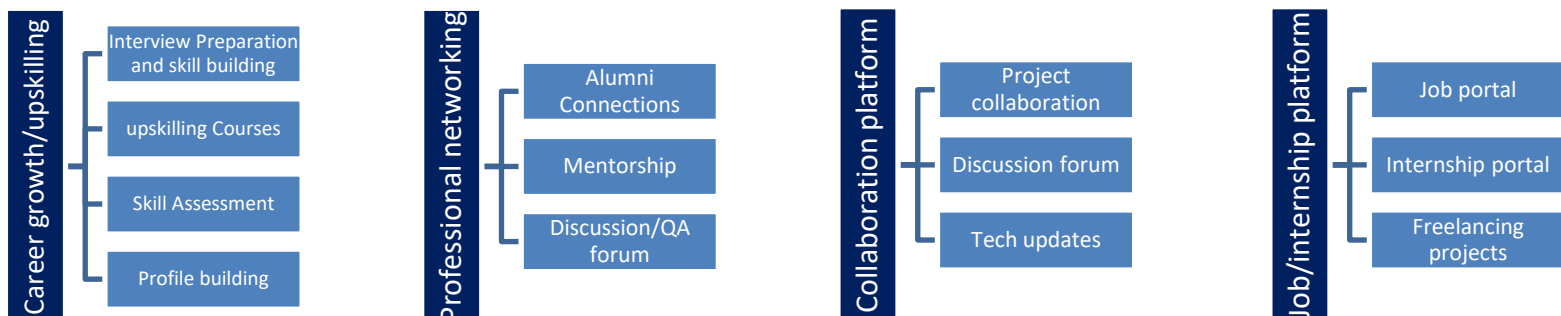 Career growth/upskilling
Interview Preparation
and skill building
upskilling Courses
Skill Assessment
Profile building
Professional networking
Alumni
Connections
Mentorship
Discussion/QA
forum
Collaboration platform
Project
collaboration
Discussion forum
Tech updates
Job/internship platform
Job portal
Internship portal
Freelancing
projects